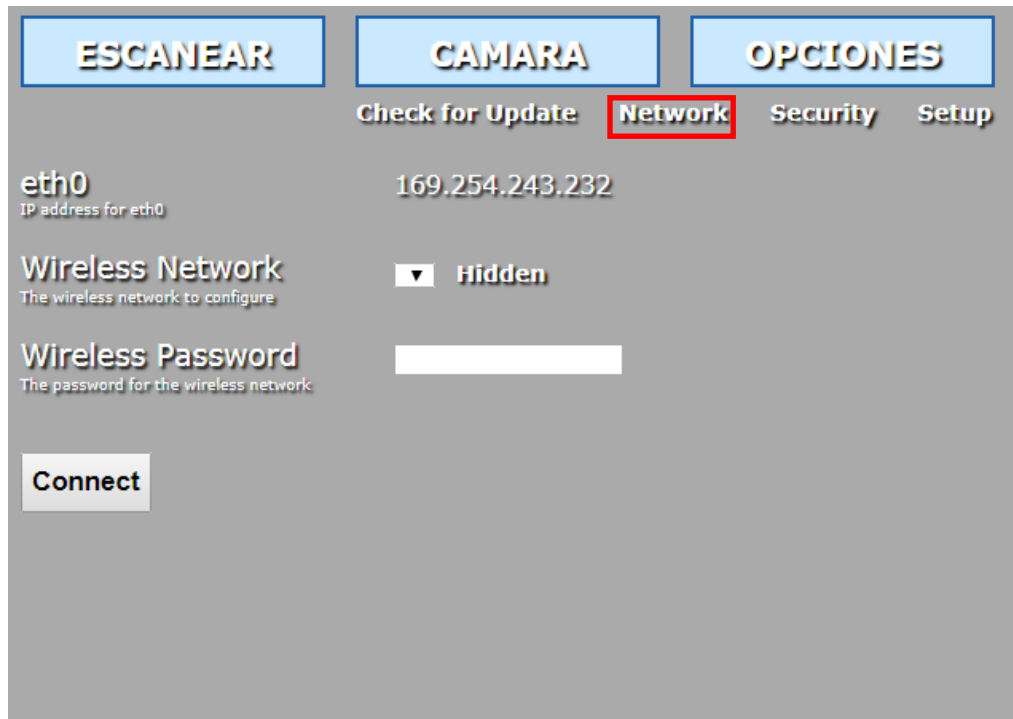 ESCANEAR CAMARA OPCIONES
Check for Update Network Security Setup
eth0 169.254.243.232
IP address for eth0
Wireless Network Hidden
The wireless network to configure
Wireless Password
The password for the wireless network
Connect